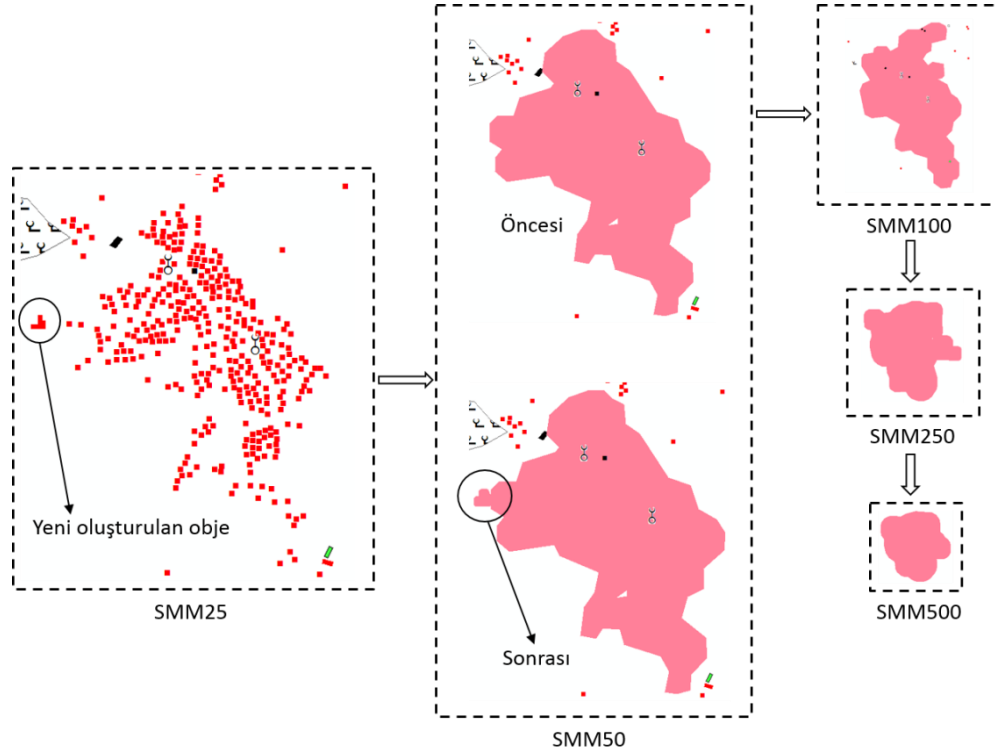 Yeni oluşturulan obje
SMM25
Öncesi
Sonrası
SMM50
SMM100
SMM250
SMM500